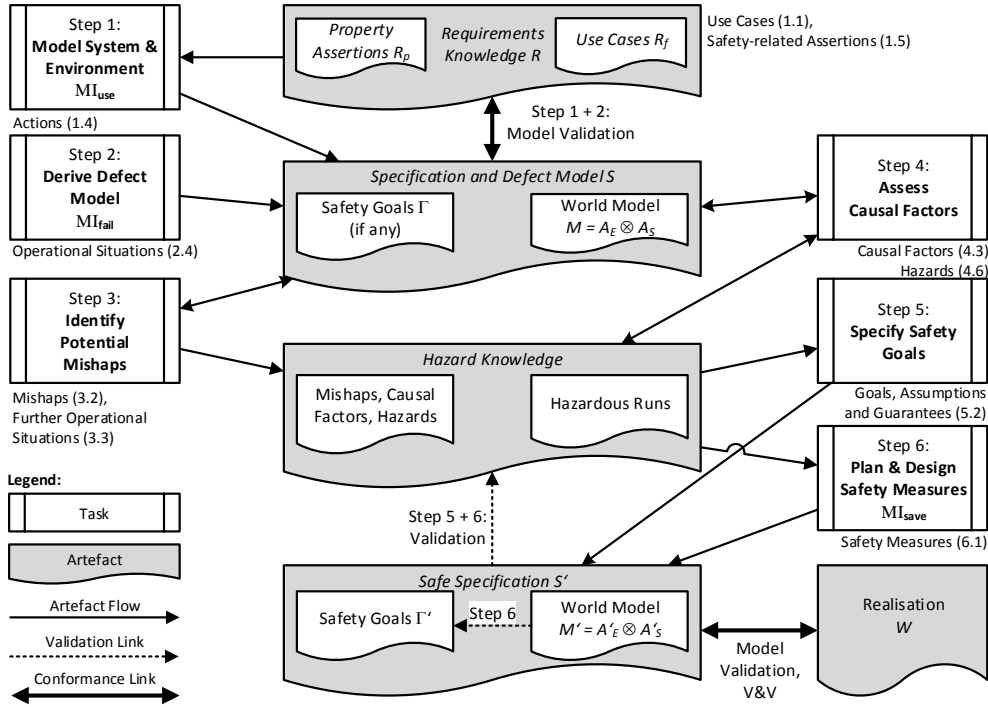 Step 1:
Model System &
Environment
MIuse
Actions (1.4)
Property
Assertions Rp
Requirements
Knowledge R
Use Cases Rf
Use Cases (1.1),
Safety-related Assertions (1.5)
Step 1 + 2:
Model Validation
Step 2:
Derive Defect
Model
MIfail
Operational Situations (2.4)
Specification and Defect Model S
Safety Goals Γ
(if any)
World Model
M = AE ⊗ AS
Step 4:
Assess
Causal Factors
Causal Factors (4.3)
Hazards (4.6)
Step 3:
Identify
Potential
Mishaps
Mishaps (3.2),
Further Operational
Situations (3.3)
Hazard Knowledge
Mishaps, Causal
Factors, Hazards
Hazardous Runs
Step 5:
Specify Safety
Goals
Goals, Assumptions
and Guarantees (5.2)
Step 6:
Plan & Design
Safety Measures
MIsave
Safety Measures (6.1)
Step 5 + 6:
Validation
Legend:
Task
Artefact
Artefact Flow
Validation Link
Conformance Link
Safe Specification S‘
Safety Goals Γ‘
Step 6
World Model
M‘ = A‘E ⊗ A‘S
Model
Validation,
V&V
Realisation
W